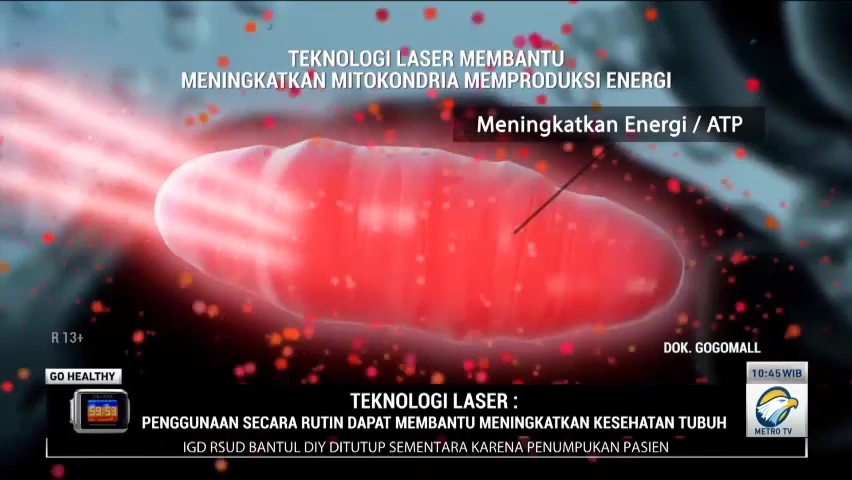 TEKNOLOGI LASER MEMBANTU
MENINGKATKAN MITOKONDRIA MEMPRODUKSI ENERGI
Meningkatkan Energi / ATP
R 13+
DOK. GOGOMALL
GO HEALTHY
10:45 WIB
59:53
TEKNOLOGI LASER :
PENGGUNAAN SECARA RUTIN DAPAT MEMBANTU MENINGKATKAN KESEHATAN TUBUH
METRO TV
IGD RSUD BANTUL DIY DITUTUP SEMENTARA KARENA PENUMPUKAN PASIEN